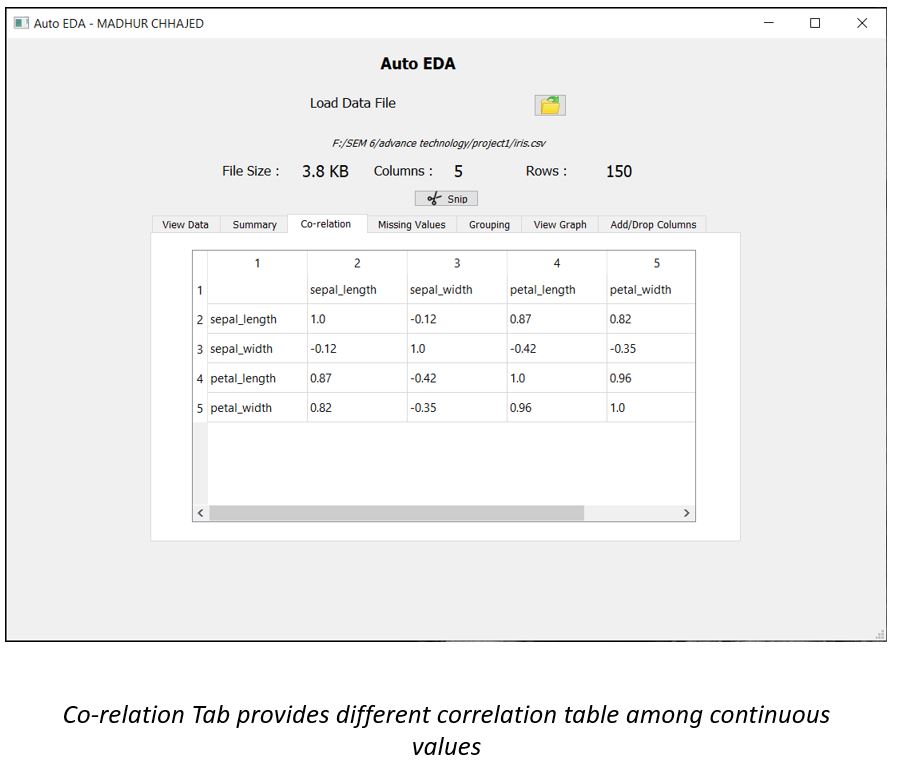 Auto EDA - MADHUR CHHAJED
Auto EDA
Load Data File
F:/SEM 6/advance technology/project1/iris.csv
File Size : 3.8 KB Columns : 5 Rows : 150
Snip
View Data Summary Co-relation Missing Values Grouping View Graph Add/Drop Columns
1 2 3 4 5
1 sepal_length sepal_width petal_length petal_width
2 sepal_length 1.0 -0.12 0.87 0.82
3 sepal_width -0.12 1.0 -0.42 -0.35
4 petal_length 0.87 -0.42 1.0 0.96
5 petal_width 0.82 -0.35 0.96 1.0
Co-relation Tab provides different correlation table among continuous
values